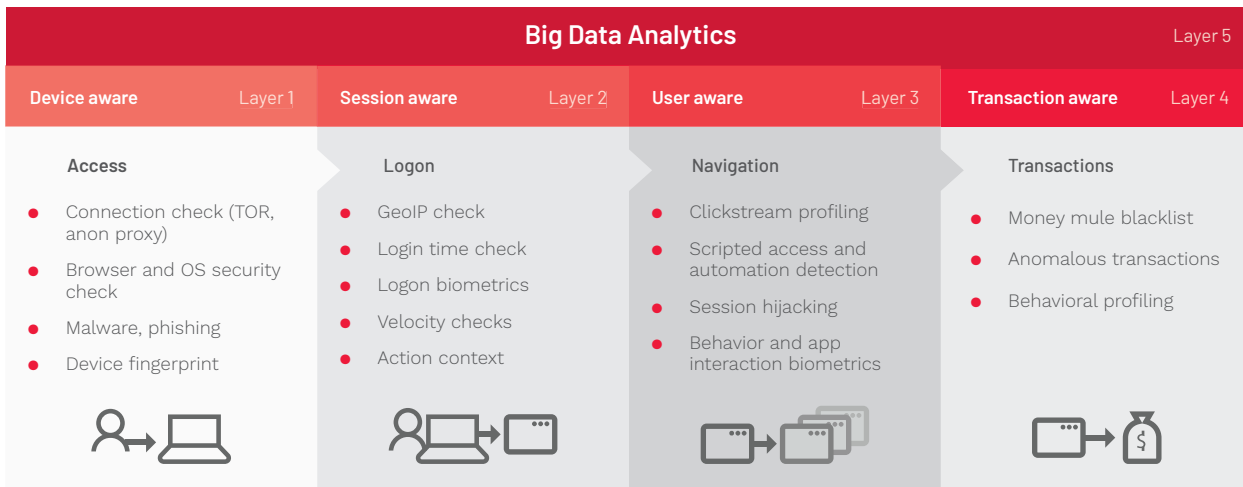 Big Data Analytics
Layer 5
Device aware
Layer 1
Session aware
Layer 2
User aware
Layer 3
Transaction aware
Layer 4
Access
Connection check (TOR,
anon proxy)
Browser and OS security
check
Malware, phishing
Device fingerprint
Logon
GeoIP check
Login time check
Logon biometrics
Velocity checks
Action context
Navigation
Clickstream profiling
Scripted access and
automation detection
Session hijacking
Behavior and app
interaction biometrics
Transactions
Money mule blacklist
Anomalous transactions
Behavioral profiling
$